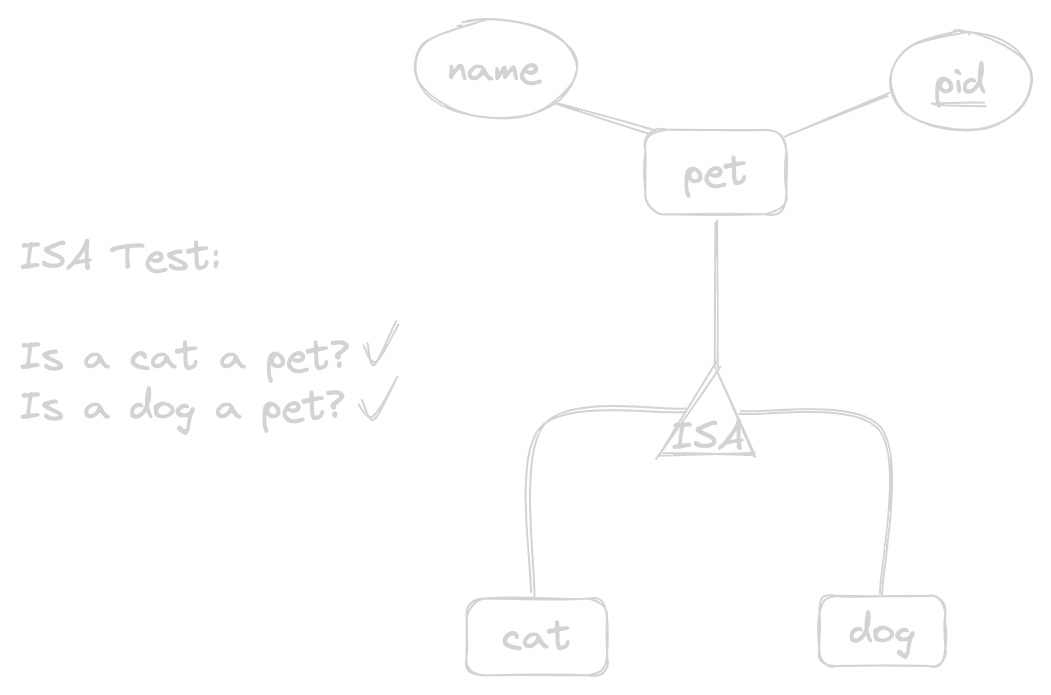 name
pid
pet
ISA Test:
Is a cat a pet? ✓
Is a dog a pet? ✓
ISA
cat
dog